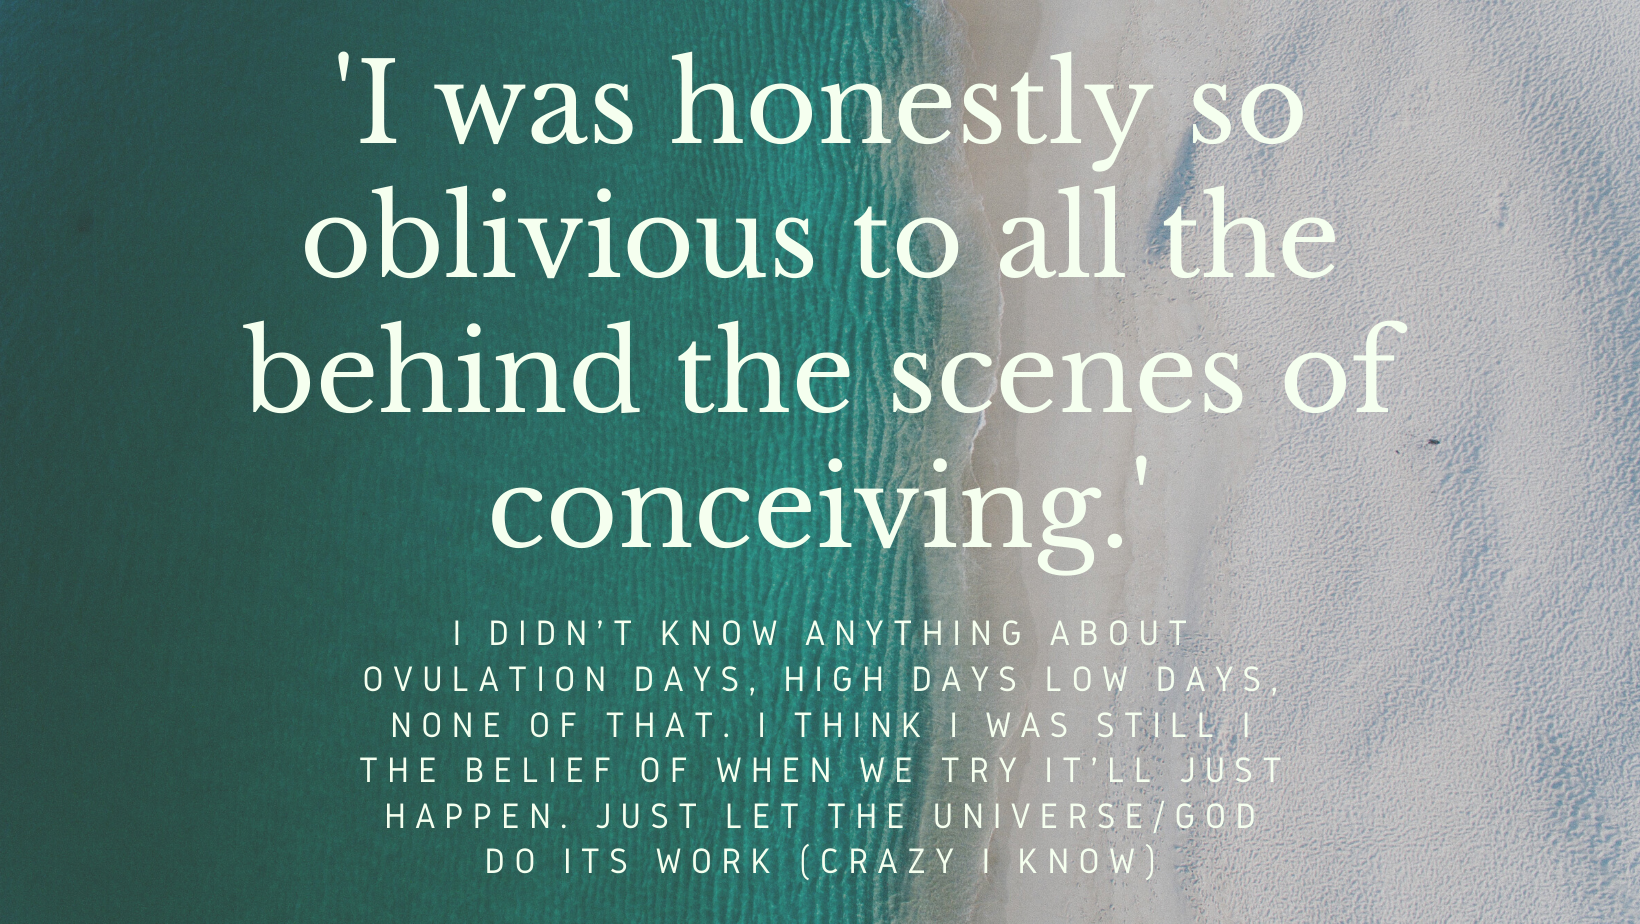 'I was honestly so
oblivious to all the
behind the scenes of
conceiving.'
I DIDN’T KNOW ANYTHING ABOUT
OVULATION DAYS, HIGH DAYS LOW DAYS,
NONE OF THAT. I THINK I WAS STILL I
THE BELIEF OF WHEN WE TRY IT’LL JUST
HAPPEN. JUST LET THE UNIVERSE/GOD
DO ITS WORK (CRAZY I KNOW)